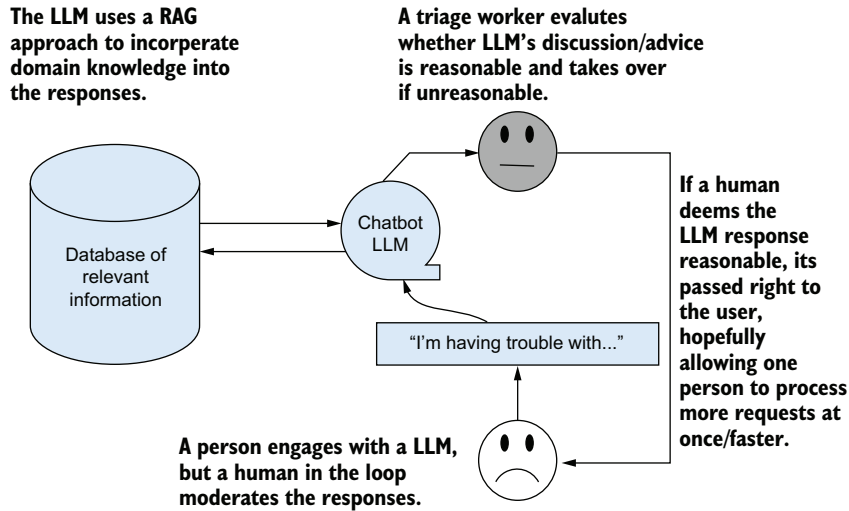 The LLM uses a RAG
approach to incorperate
domain knowledge into
the responses.
A triage worker evalutes
whether LLM's discussion/advice
is reasonable and takes over
if unreasonable.
Database of
relevant
information
Chatbot
LLM
If a human
deems the
LLM response
reasonable, its
passed right to
the user,
hopefully
allowing one
person to process
more requests at
once/faster.
“I'm having trouble with...”
A person engages with a LLM,
but a human in the loop
moderates the responses.